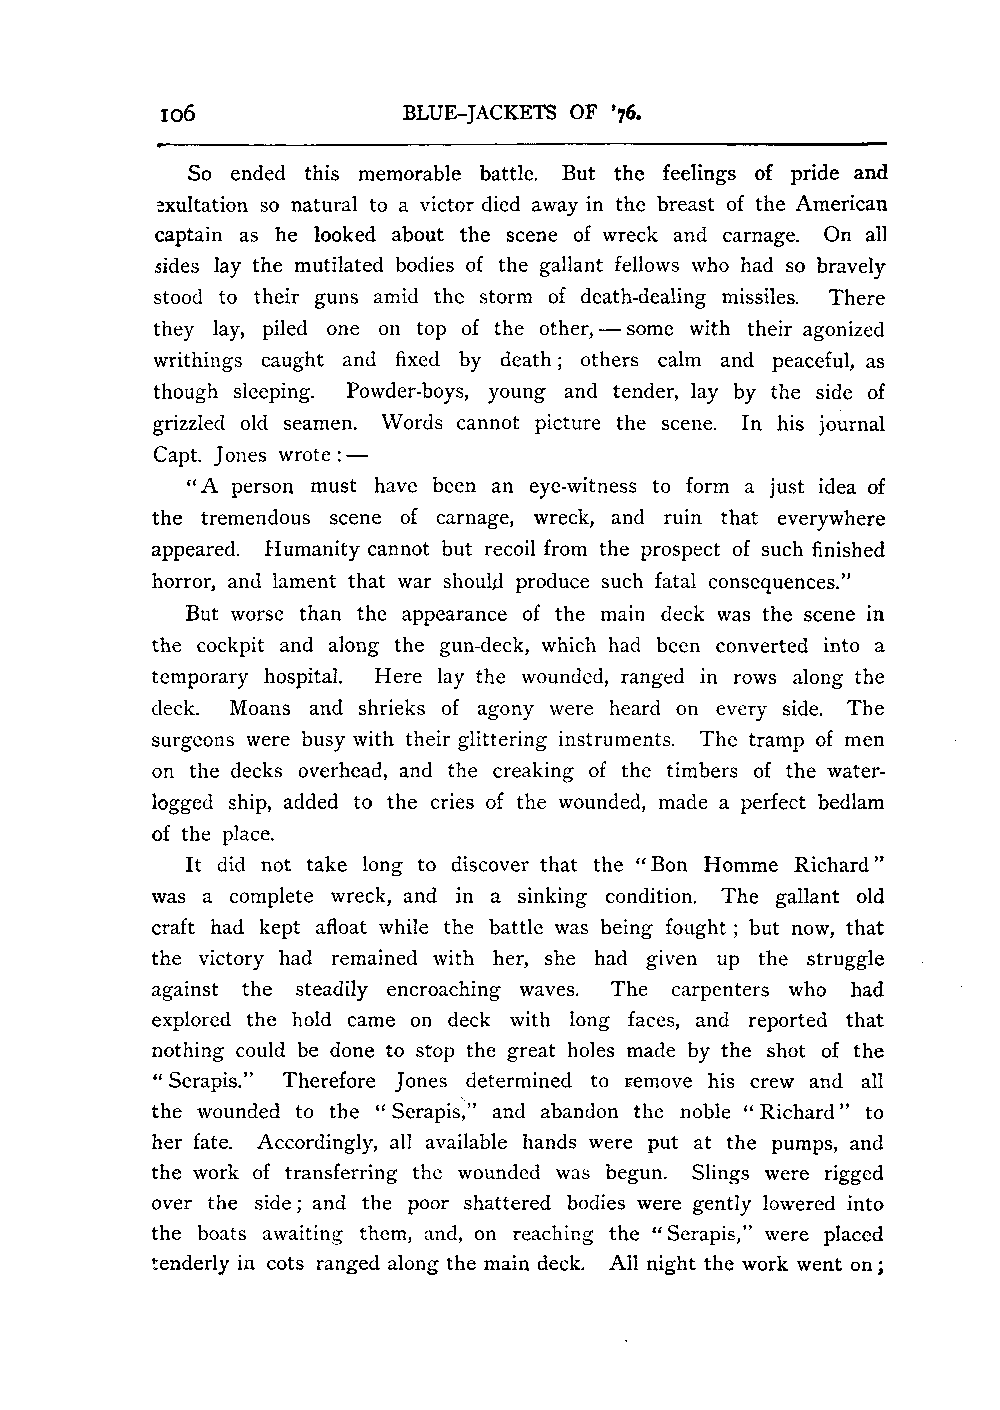 106 BLUE-JACKETS OF '76.
So ended this memorable battle. But the feelings of pride and
exultation so natural to a victor died away in the breast of the American
captain as he looked about the scene of wreck and carnage. On all
sides lay the mutilated bodies of the gallant fellows who had so bravely
stood to their guns amid the storm of death-dealing missiles. There
they lay, piled one on top of the other, — some with their agonized
writhings caught and fixed by death; others calm and peaceful, as
though sleeping. Powder-boys, young and tender, lay by the side of
grizzled old seamen. Words cannot picture the scene. In his journal
Capt. Jones wrote: —
"A person must have been an eye-witness to form a just idea of
the tremendous scene of carnage, wreck, and ruin that everywhere
appeared. Humanity cannot but recoil from the prospect of such finished
horror, and lament that war should produce such fatal consequences."
But worse than the appearance of the main deck was the scene in
the cockpit and along the gun-deck, which had been converted into a
temporary hospital. Here lay the wounded, ranged in rows along the
deck. Moans and shrieks of agony were heard on every side. The
surgeons were busy with their glittering instruments. The tramp of men
on the decks overhead, and the creaking of the timbers of the water-
logged ship, added to the cries of the wounded, made a perfect bedlam
of the place.
It did not take long to discover that the "Bon Homme Richard"
was a complete wreck, and in a sinking condition. The gallant old
craft had kept afloat while the battle was being fought; but now, that
the victory had remained with her, she had given up the struggle
against the steadily encroaching waves. The carpenters who had
explored the hold came on deck with long faces, and reported that
nothing could be done to stop the great holes made by the shot of the
"Serapis." Therefore Jones determined to remove his crew and all
the wounded to the "Serapis," and abandon the noble "Richard" to
her fate. Accordingly, all available hands were put at the pumps, and
the work of transferring the wounded was begun. Slings were rigged
over the side; and the poor shattered bodies were gently lowered into
the boats awaiting them, and, on reaching the "Serapis," were placed
tenderly in cots ranged along the main deck. All night the work went on;